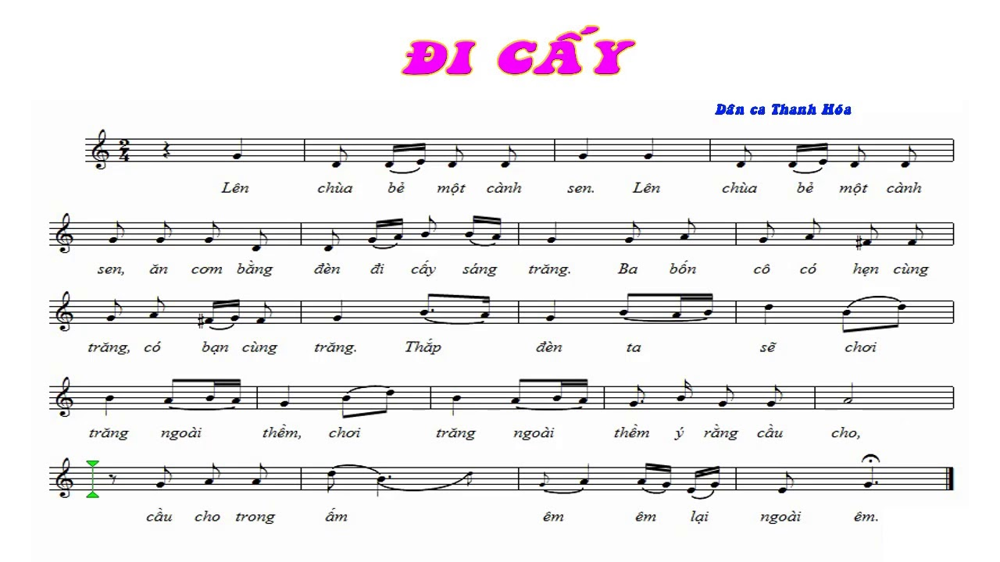 ĐI CẤY
Dân ca Thanh Hóa
2
4
Lên chùa bẻ một cành sen. Lên chùa bẻ một cành
sen, ăn cơm bằng đèn đi cấy sáng trăng. Ba bốn cô có hẹn cùng
trăng, có bạn cùng trăng. Thắp đèn ta sẽ chơi
trăng ngoài thềm, chơi trăng ngoài thềm ý rằng cầu cho,
cầu cho trong ấm êm êm lại ngoài êm.